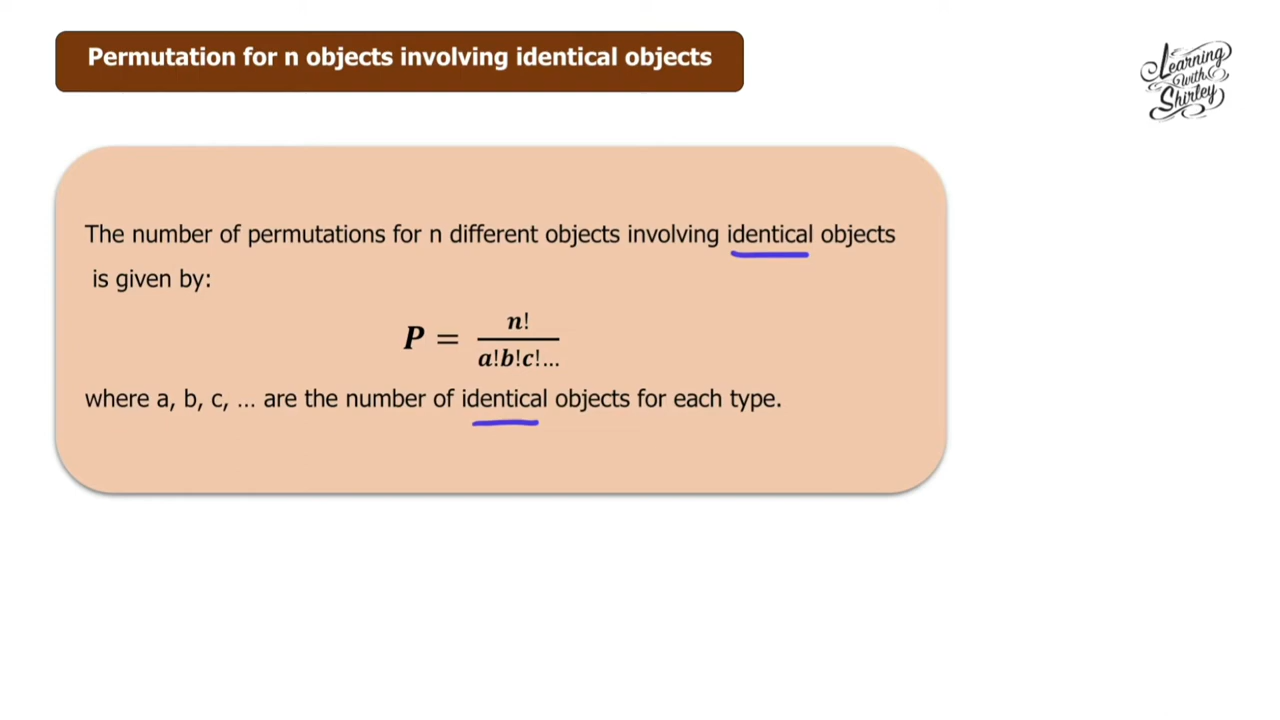 Permutation for n objects involving identical objects
Learning
with
Shirley
The number of permutations for n different objects involving identical objects
is given by:
P = n! / a!b!c!...
where a, b, c, ... are the number of identical objects for each type.